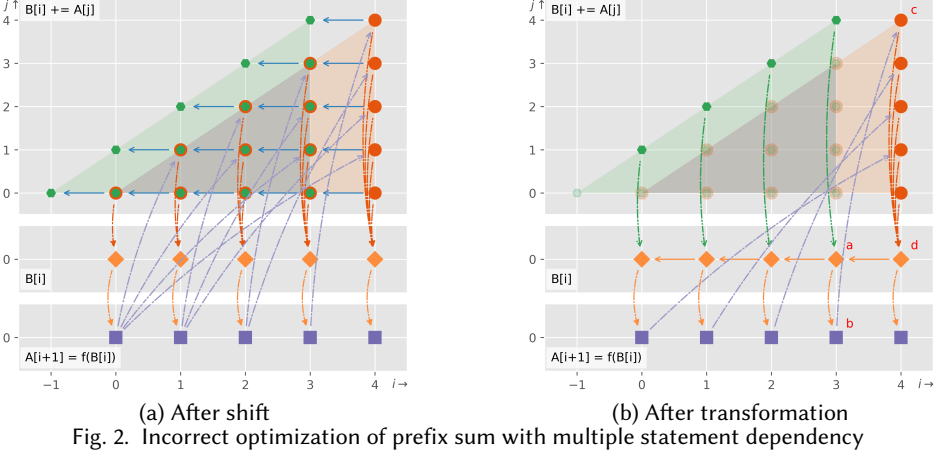 j ↑
B[i] += A[j]
4
3
2
1
0
0
B[i]
0
A[i+1] = f(B[i])
−1 0 1 2 3 4 i →
(a) After shift
j ↑
B[i] += A[j]
c
4
3
2
1
0
a
d
0
B[i]
b
0
A[i+1] = f(B[i])
−1 0 1 2 3 4 i →
(b) After transformation
Fig. 2. Incorrect optimization of prefix sum with multiple statement dependency